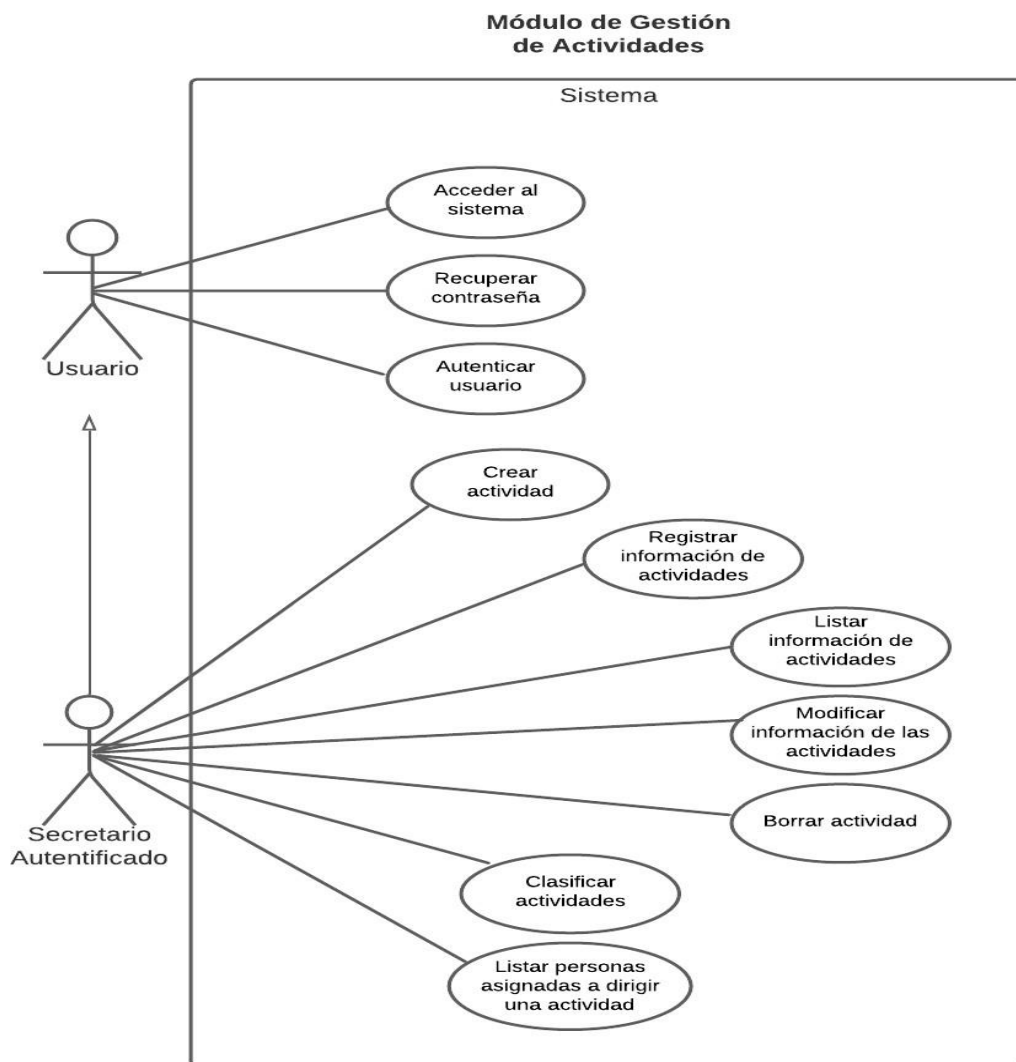 Módulo de Gestión
de Actividades
Sistema
Acceder al
sistema
Recuperar
contraseña
Usuario
Autenticar
usuario
Crear
actividad
Registrar
información de
actividades
Listar
información de
actividades
Modificar
información de las
actividades
Borrar actividad
Secretario
Autentificado
Clasificar
actividades
Listar personas
asignadas a dirigir
una actividad